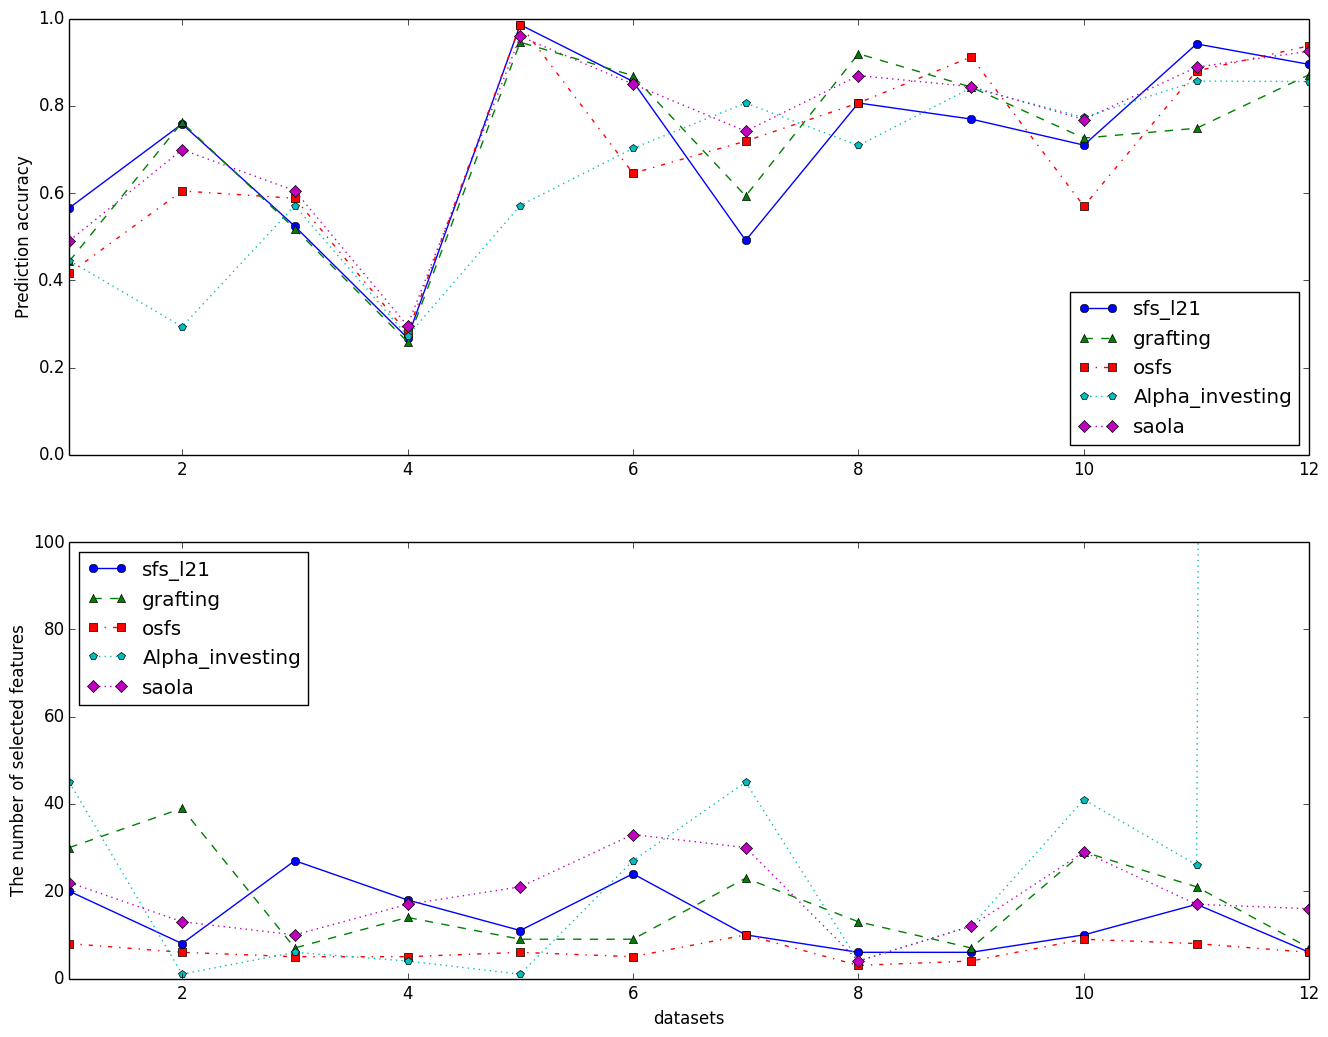 1.0
0.8
0.6
0.4
0.2
0.0
Prediction accuracy
sfs_l21
grafting
osfs
Alpha_investing
saola
2 4 6 8 10 12
100
80
60
40
20
0
The number of selected features
sfs_l21
grafting
osfs
Alpha_investing
saola
2 4 6 8 10 12
datasets